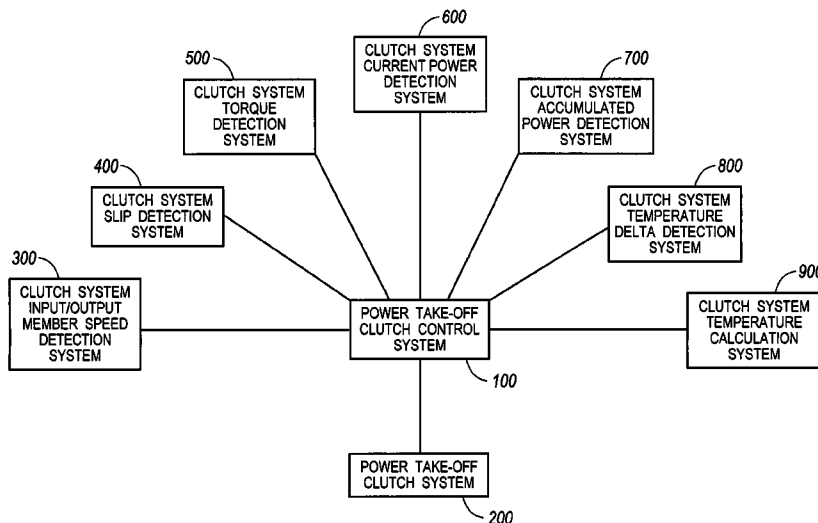 600
CLUTCH SYSTEM
CURRENT POWER
DETECTION
SYSTEM
500
CLUTCH SYSTEM
TORQUE
DETECTION
SYSTEM
700
CLUTCH SYSTEM
ACCUMULATED
POWER DETECTION
SYSTEM
400
CLUTCH SYSTEM
SLIP DETECTION
SYSTEM
800
CLUTCH SYSTEM
TEMPERATURE
DELTA DETECTION
SYSTEM
300
CLUTCH SYSTEM
INPUT/OUTPUT
MEMBER SPEED
DETECTION
SYSTEM
POWER TAKE-OFF
CLUTCH CONTROL
SYSTEM
100
900
CLUTCH SYSTEM
TEMPERATURE
CALCULATION
SYSTEM
POWER TAKE-OFF
CLUTCH SYSTEM
200